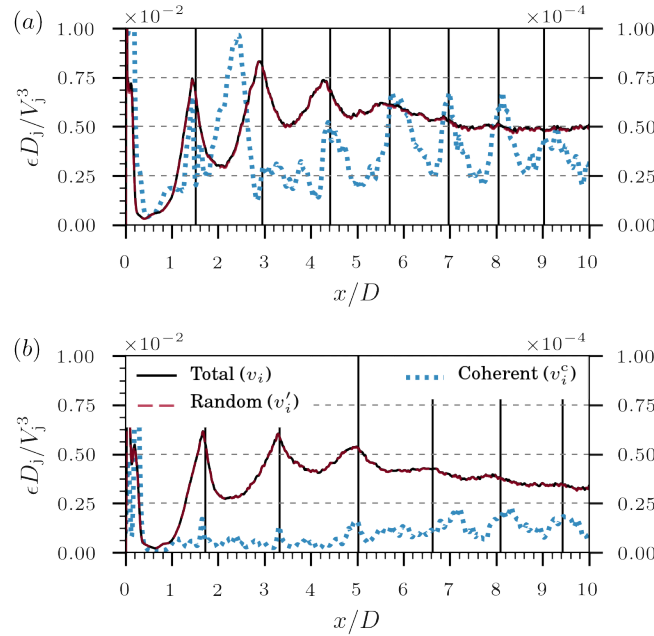 (a) ×10⁻² ×10⁻⁴
1.00 1.00
0.75 0.75
ϵD_j/V_j³
0.50 0.50
0.25 0.25
0.00 0.00
0 1 2 3 4 5 6 7 8 9 10
x/D
(b) ×10⁻² ×10⁻⁴
1.00 1.00
Total (v_i) Coherent (v_i^c)
Random (v_i′)
0.75 0.75
ϵD_j/V_j³
0.50 0.50
0.25 0.25
0.00 0.00
0 1 2 3 4 5 6 7 8 9 10
x/D